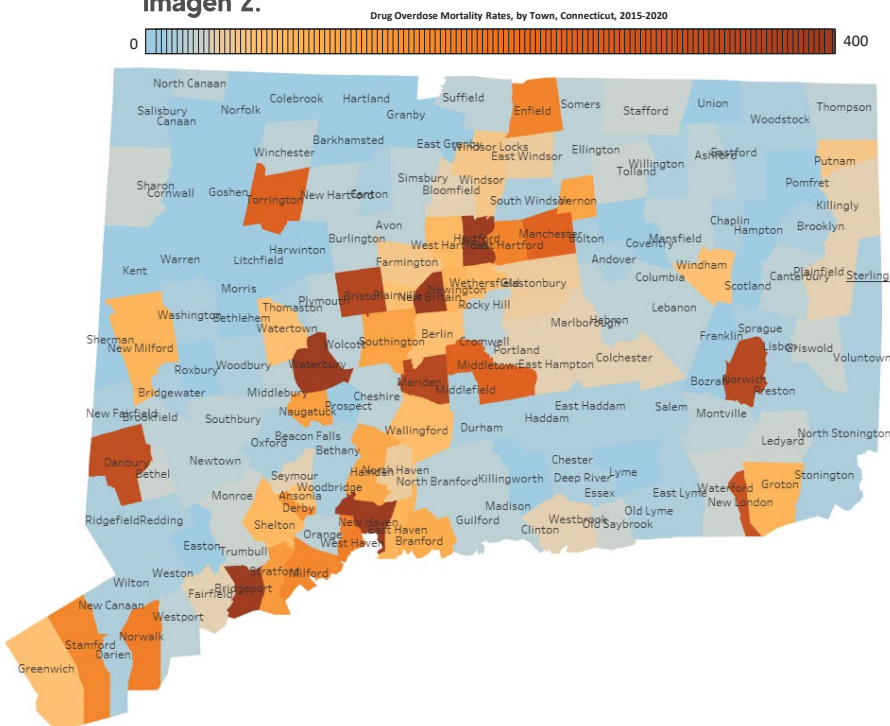 Imagen 2.
Drug Overdose Mortality Rates, by Town, Connecticut, 2015-2020
0
400
North Canaan
Colebrook
Hartland
Suffield
Enfield
Somers
Stafford
Union
Thompson
Salisbury
Canaan
Norfolk
Granby
Woodstock
Barkhamsted
East Granby
Windsor Locks
East Windsor
Ellington
Winchester
Willington
Ashford
Eastford
Putnam
Tolland
Sharon
Cornwall
Goshen
Torrington
New Hartford
Canton
Simsbury
Bloomfield
Windsor
South Windsor
Vernon
Pomfret
Killingly
Avon
Burlington
West Hartford
Hartford
East Hartford
Manchester
Bolton
Coventry
Mansfield
Chaplin
Hampton
Brooklyn
Kent
Warren
Litchfield
Harwinton
Farmington
Andover
Windham
Columbia
Scotland
Canterbury
Plainfield
Sterling
Morris
Plymouth
Bristol
Plainville
New Britain
Newington
Wethersfield
Glastonbury
Rocky Hill
Washington
Bethlehem
Thomaston
Watertown
Marlborough
Hebron
Lebanon
Sherman
New Milford
Wolcott
Southington
Berlin
Cromwell
Portland
Franklin
Sprague
Lisbon
Griswold
Voluntown
Roxbury
Woodbury
Waterbury
Meriden
Middletown
East Hampton
Colchester
Bozrah
Norwich
Preston
Bridgewater
Middlebury
Cheshire
Middlefield
New Fairfield
Brookfield
Southbury
Naugatuck
Prospect
Wallingford
Durham
Haddam
East Haddam
Salem
Montville
Oxford
Beacon Falls
Bethany
Ledyard
North Stonington
Danbury
Bethel
Newtown
Seymour
Woodbridge
Hamden
North Haven
North Branford
Killingworth
Chester
Deep River
Lyme
Essex
East Lyme
Waterford
New London
Groton
Stonington
Monroe
Ansonia
Derby
Shelton
Madison
Guilford
Clinton
Westbrook
Old Saybrook
Old Lyme
Ridgefield
Redding
New Haven
East Haven
Branford
Easton
Trumbull
Orange
West Haven
Weston
Wilton
Stratford
Milford
Bridgeport
Fairfield
New Canaan
Westport
Norwalk
Stamford
Darien
Greenwich